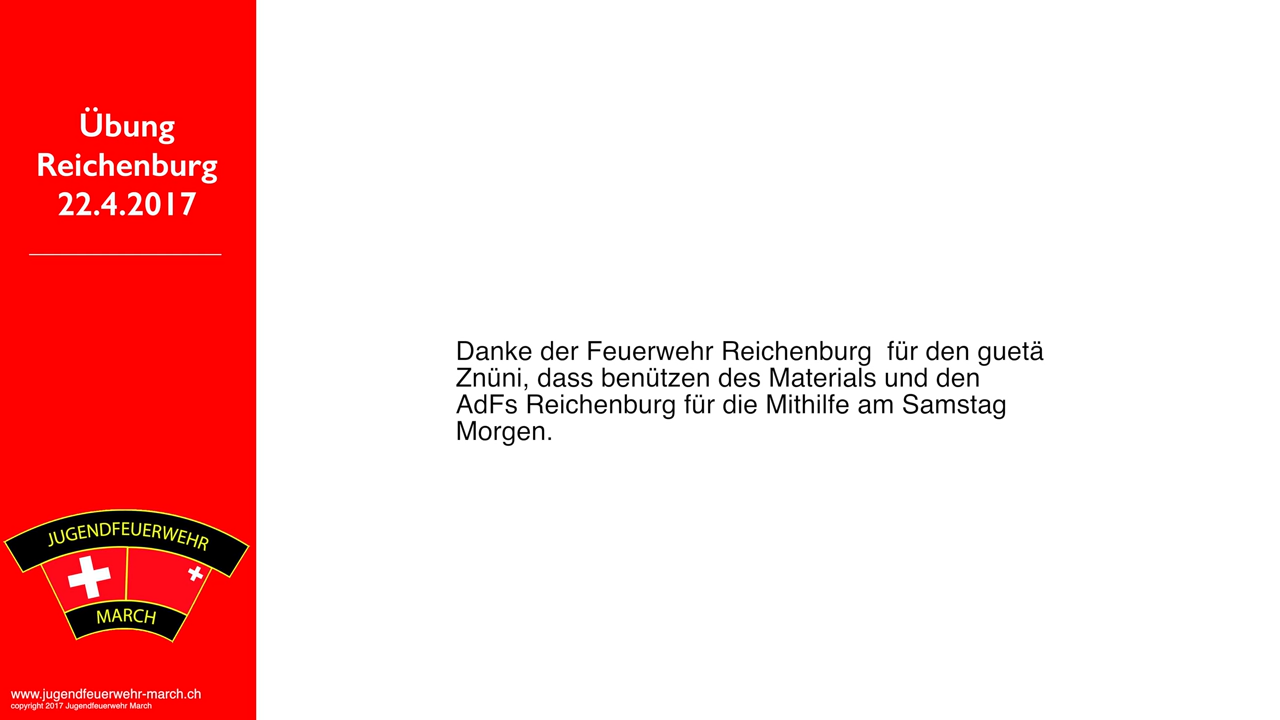 Übung
Reichenburg
22.4.2017
Danke der Feuerwehr Reichenburg  für den guetä
Znüni, dass benützen des Materials und den
AdFs Reichenburg für die Mithilfe am Samstag
Morgen.
JUGENDFEUERWEHR
MARCH
www.jugendfeuerwehr-march.ch
copyright 2017 Jugendfeuerwehr March